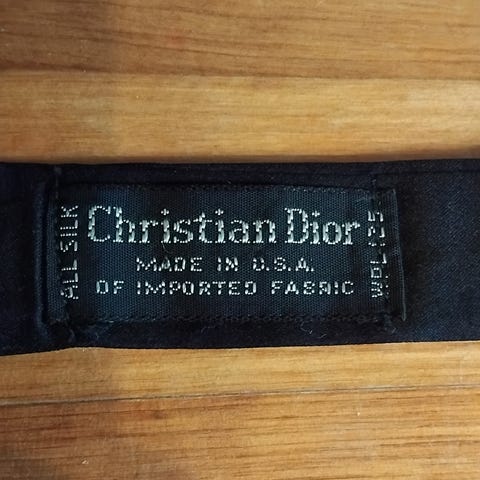 ALL SILK
Christian Dior
MADE IN U.S.A.
OF IMPORTED FABRIC
WPL 125